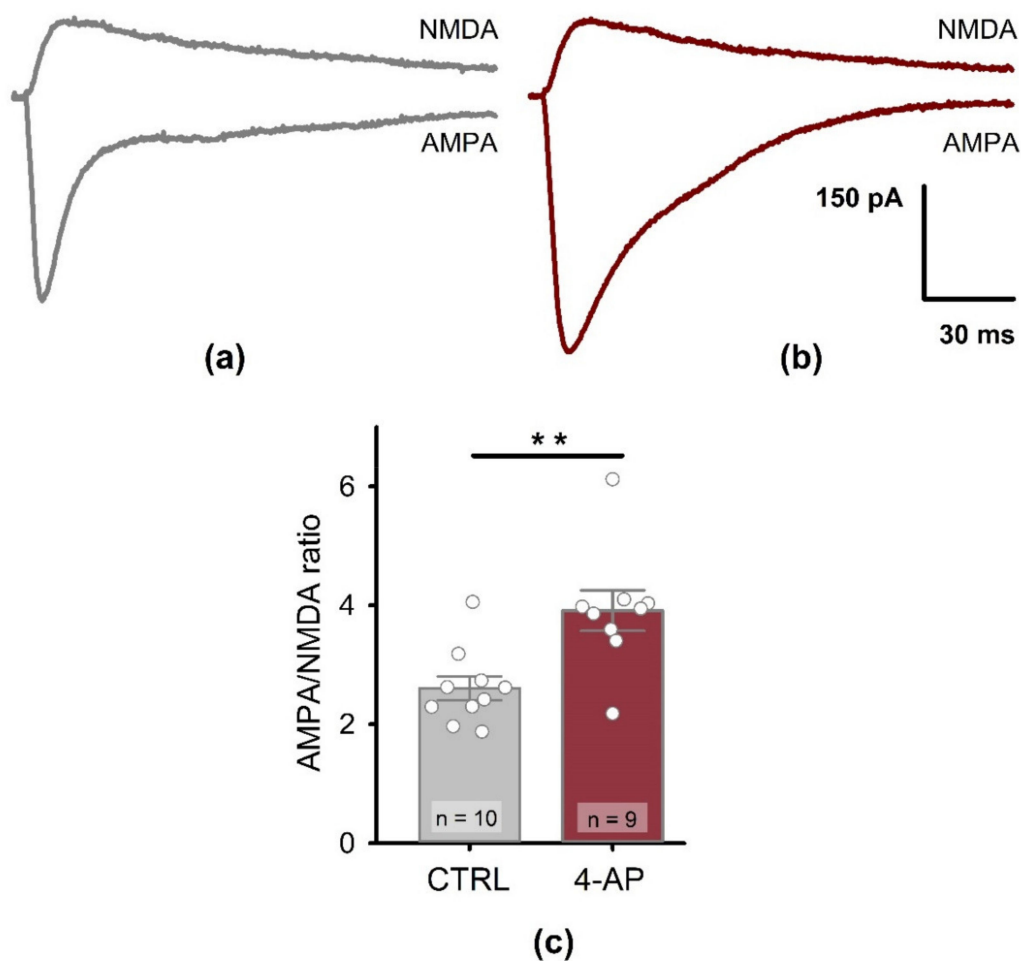 NMDA
NMDA
AMPA
AMPA
150 pA
30 ms
(a)
(b)
* *
6
4
2
0
AMPA/NMDA ratio
n = 10
n = 9
CTRL
4-AP
(c)